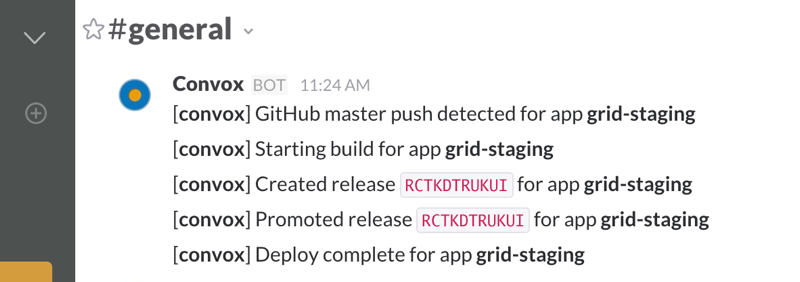 #general
Convox BOT 11:24 AM
[convox] GitHub master push detected for app grid-staging
[convox] Starting build for app grid-staging
[convox] Created release RCTKDTRUKUI for app grid-staging
[convox] Promoted release RCTKDTRUKUI for app grid-staging
[convox] Deploy complete for app grid-staging